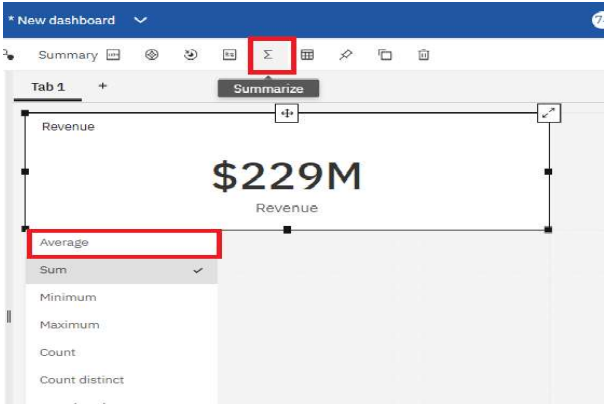 * New dashboard
Summary
Σ
Tab 1 +
Summarize
Revenue
$229M
Revenue
Average
Sum
Minimum
Maximum
Count
Count distinct